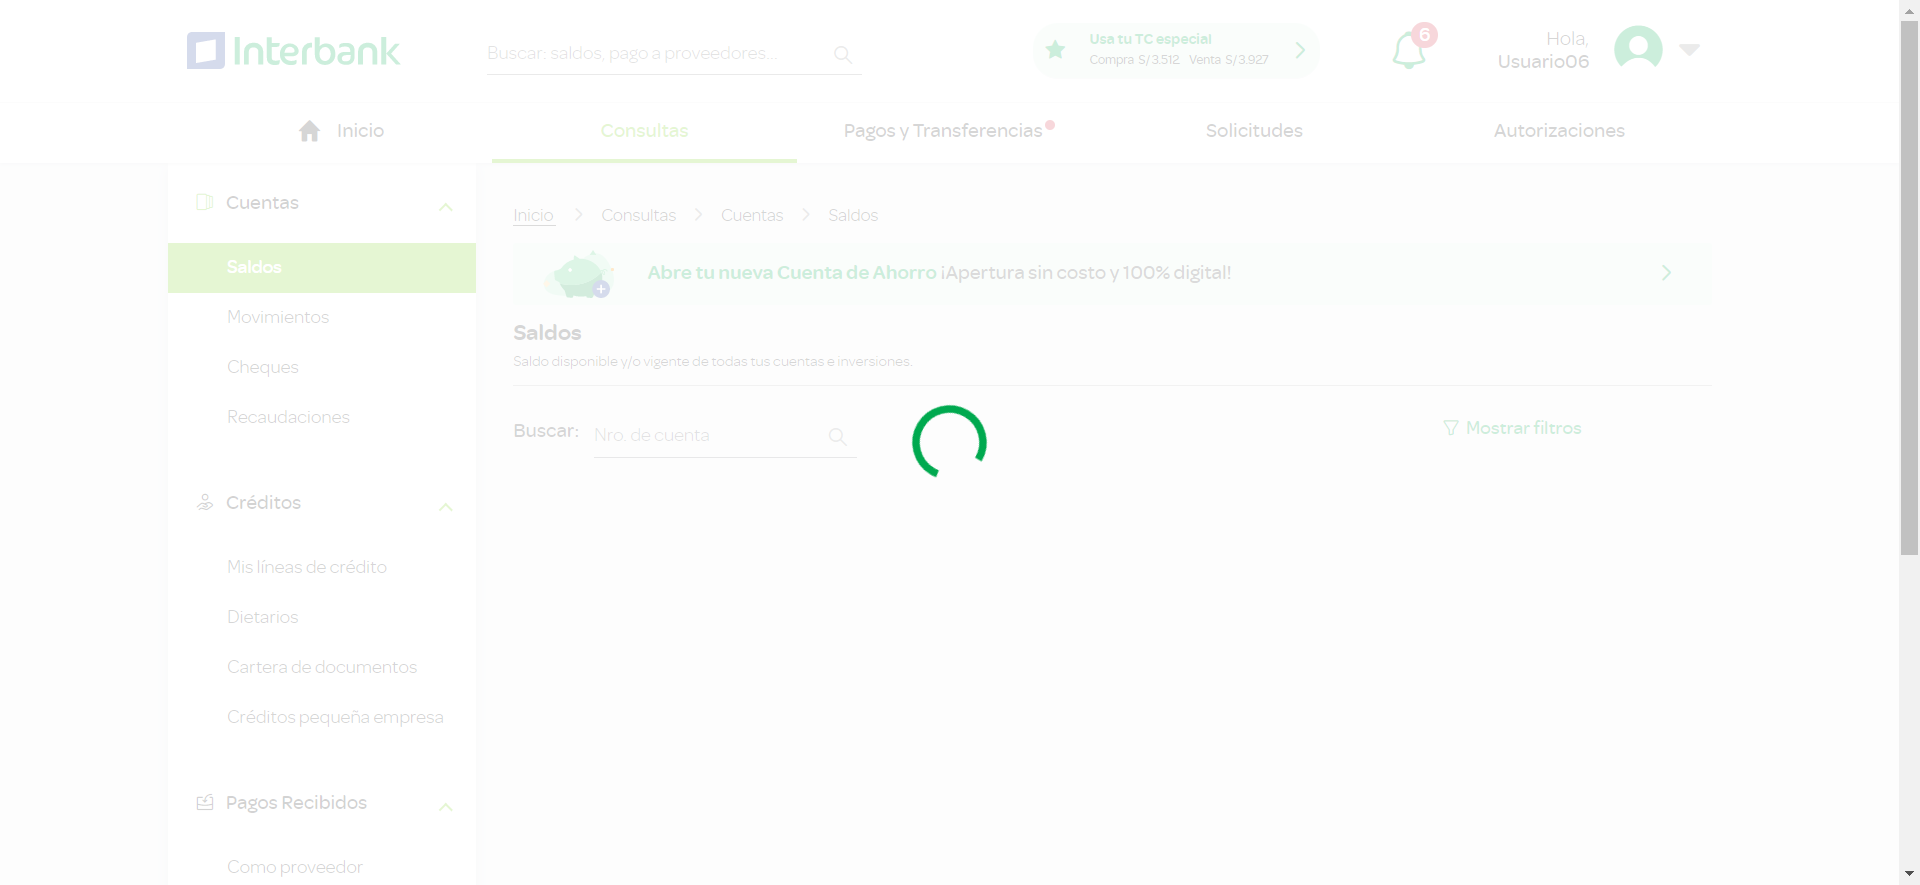 Interbank
Buscar: saldos, pago a proveedores...
Usa tu TC especial
Compra S/3.512 Venta S/3.927
6
Hola,
Usuario06
Inicio
Consultas
Pagos y Transferencias
Solicitudes
Autorizaciones
Cuentas
Saldos
Movimientos
Cheques
Recaudaciones
Créditos
Mis líneas de crédito
Dietarios
Cartera de documentos
Créditos pequeña empresa
Pagos Recibidos
Como proveedor
Inicio > Consultas > Cuentas > Saldos
Abre tu nueva Cuenta de Ahorro ¡Apertura sin costo y 100% digital!
Saldos
Saldo disponible y/o vigente de todas tus cuentas e inversiones.
Buscar: Nro. de cuenta
Mostrar filtros